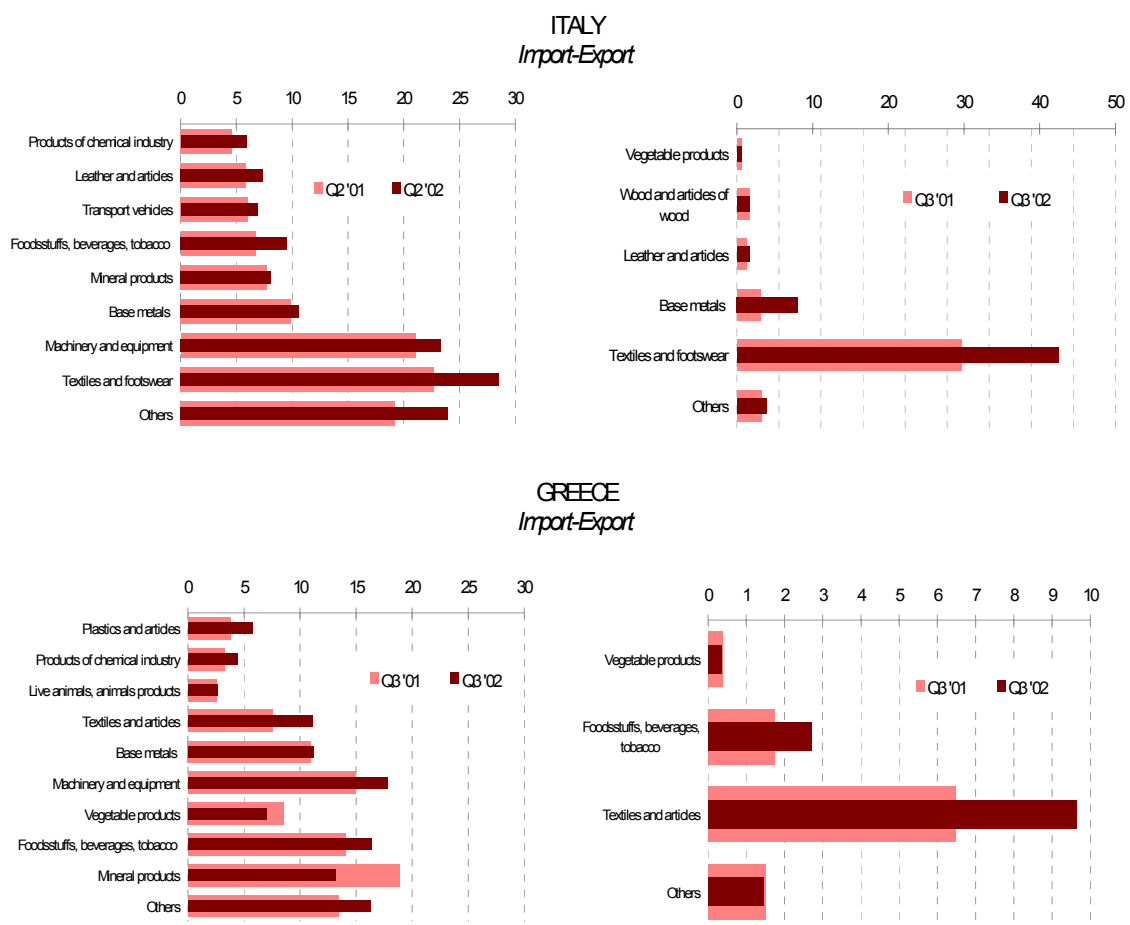 ITALY
Import-Export
0 5 10 15 20 25 30
Products of chemical industry
Leather and articles
Transport vehicles
Foodsstuffs, beverages, tobacco
Mineral products
Base metals
Machinery and equipment
Textiles and footswear
Others
Q2 '01 Q2 '02
0 10 20 30 40 50
Vegetable products
Wood and articles of
wood
Leather and articles
Base metals
Textiles and footswear
Others
Q3 '01 Q3 '02
GREECE
Import-Export
0 5 10 15 20 25 30
Plastics and articles
Products of chemical industry
Live animals, animals products
Textiles and articles
Base metals
Machinery and equipment
Vegetable products
Foodsstuffs, beverages, tobacco
Mineral products
Others
Q3 '01 Q3 '02
0 1 2 3 4 5 6 7 8 9 10
Vegetable products
Foodsstuffs, beverages,
tobacco
Textiles and articles
Others
Q3 '01 Q3 '02